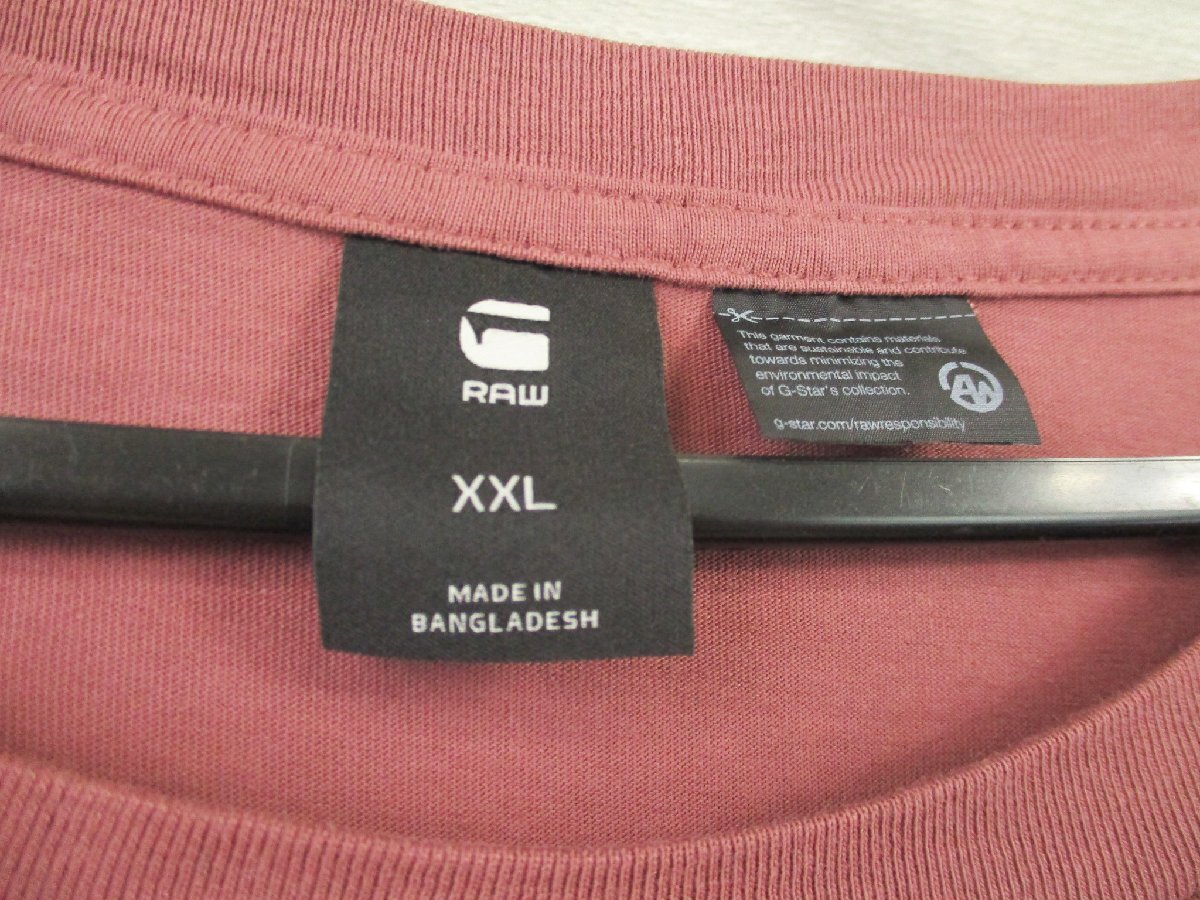 RAW
XXL
MADE IN
BANGLADESH
This garment contains materials
that are sustainable and contribute
towards minimizing the
environmental impact
of G-Star's collection.
g-star.com/rawresponsibility